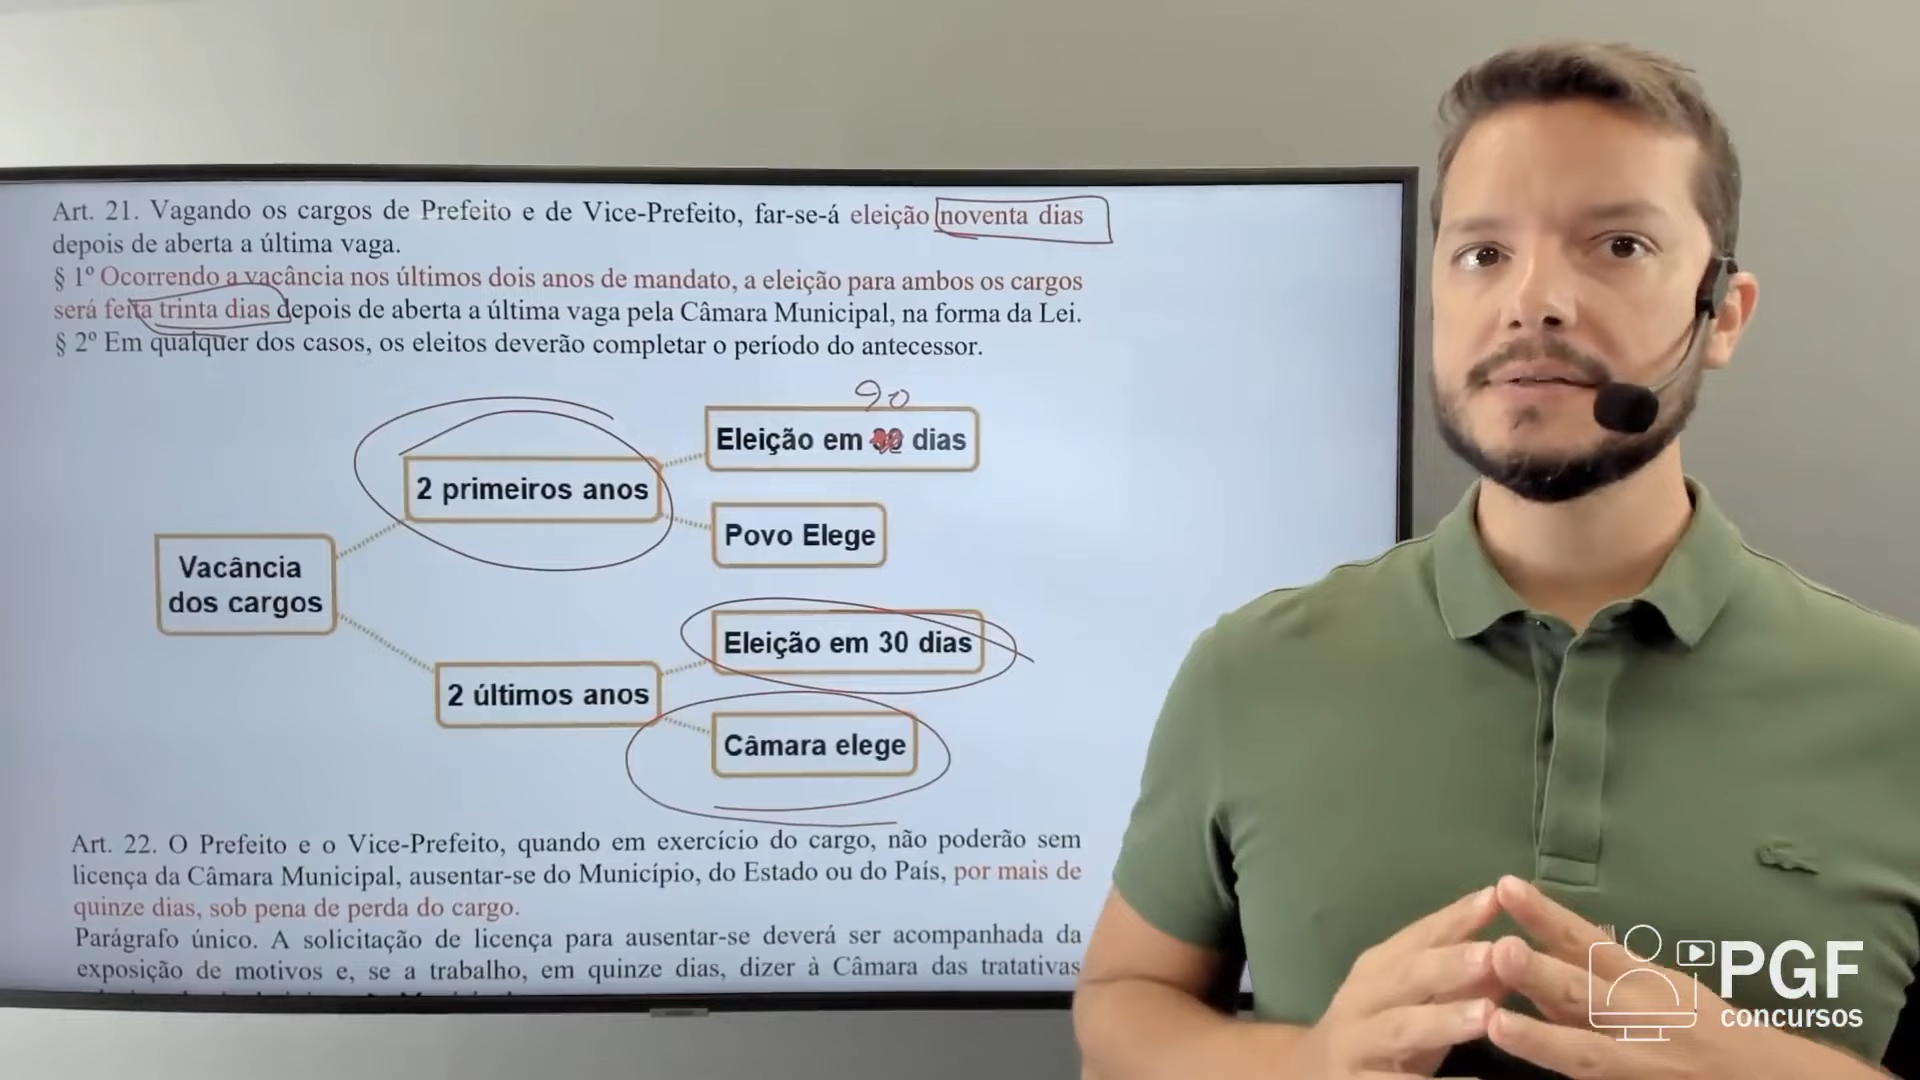 Art. 21. Vagando os cargos de Prefeito e de Vice-Prefeito, far-se-á eleição noventa dias
depois de aberta a última vaga.
§ 1º Ocorrendo a vacância nos últimos dois anos de mandato, a eleição para ambos os cargos
será feita trinta dias depois de aberta a última vaga pela Câmara Municipal, na forma da Lei.
§ 2º Em qualquer dos casos, os eleitos deverão completar o período do antecessor.
90
Eleição em dias
2 primeiros anos
Povo Elege
Vacância
dos cargos
Eleição em 30 dias
2 últimos anos
Câmara elege
Art. 22. O Prefeito e o Vice-Prefeito, quando em exercício do cargo, não poderão sem
licença da Câmara Municipal, ausentar-se do Município, do Estado ou do País, por mais de
quinze dias, sob pena de perda do cargo.
Parágrafo único. A solicitação de licença para ausentar-se deverá ser acompanhada da
exposição de motivos e, se a trabalho, em quinze dias, dizer à Câmara das tratativas
PGF
concursos